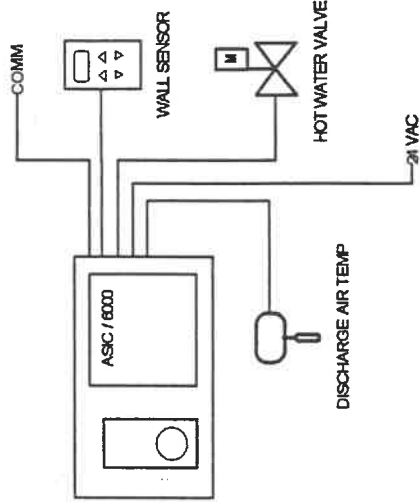 COMM
WALL SENSOR
M
HOT WATER VALVE
24 VAC
ASIC / 6000
DISCHARGE AIR TEMP